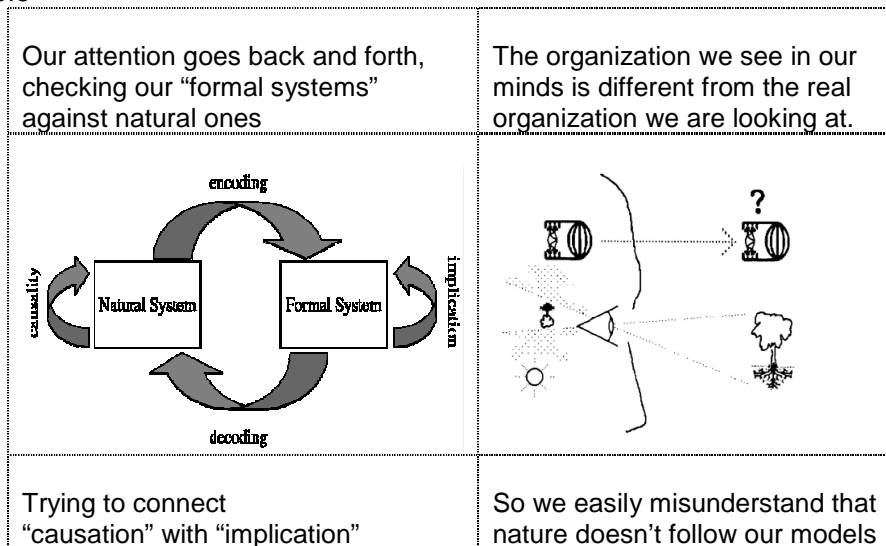 Our attention goes back and forth,
checking our “formal systems”
against natural ones
The organization we see in our
minds is different from the real
organization we are looking at.
encoding
causality
Natural System
Formal System
implication
decoding
?
Trying to connect
“causation” with “implication”
So we easily misunderstand that
nature doesn’t follow our models